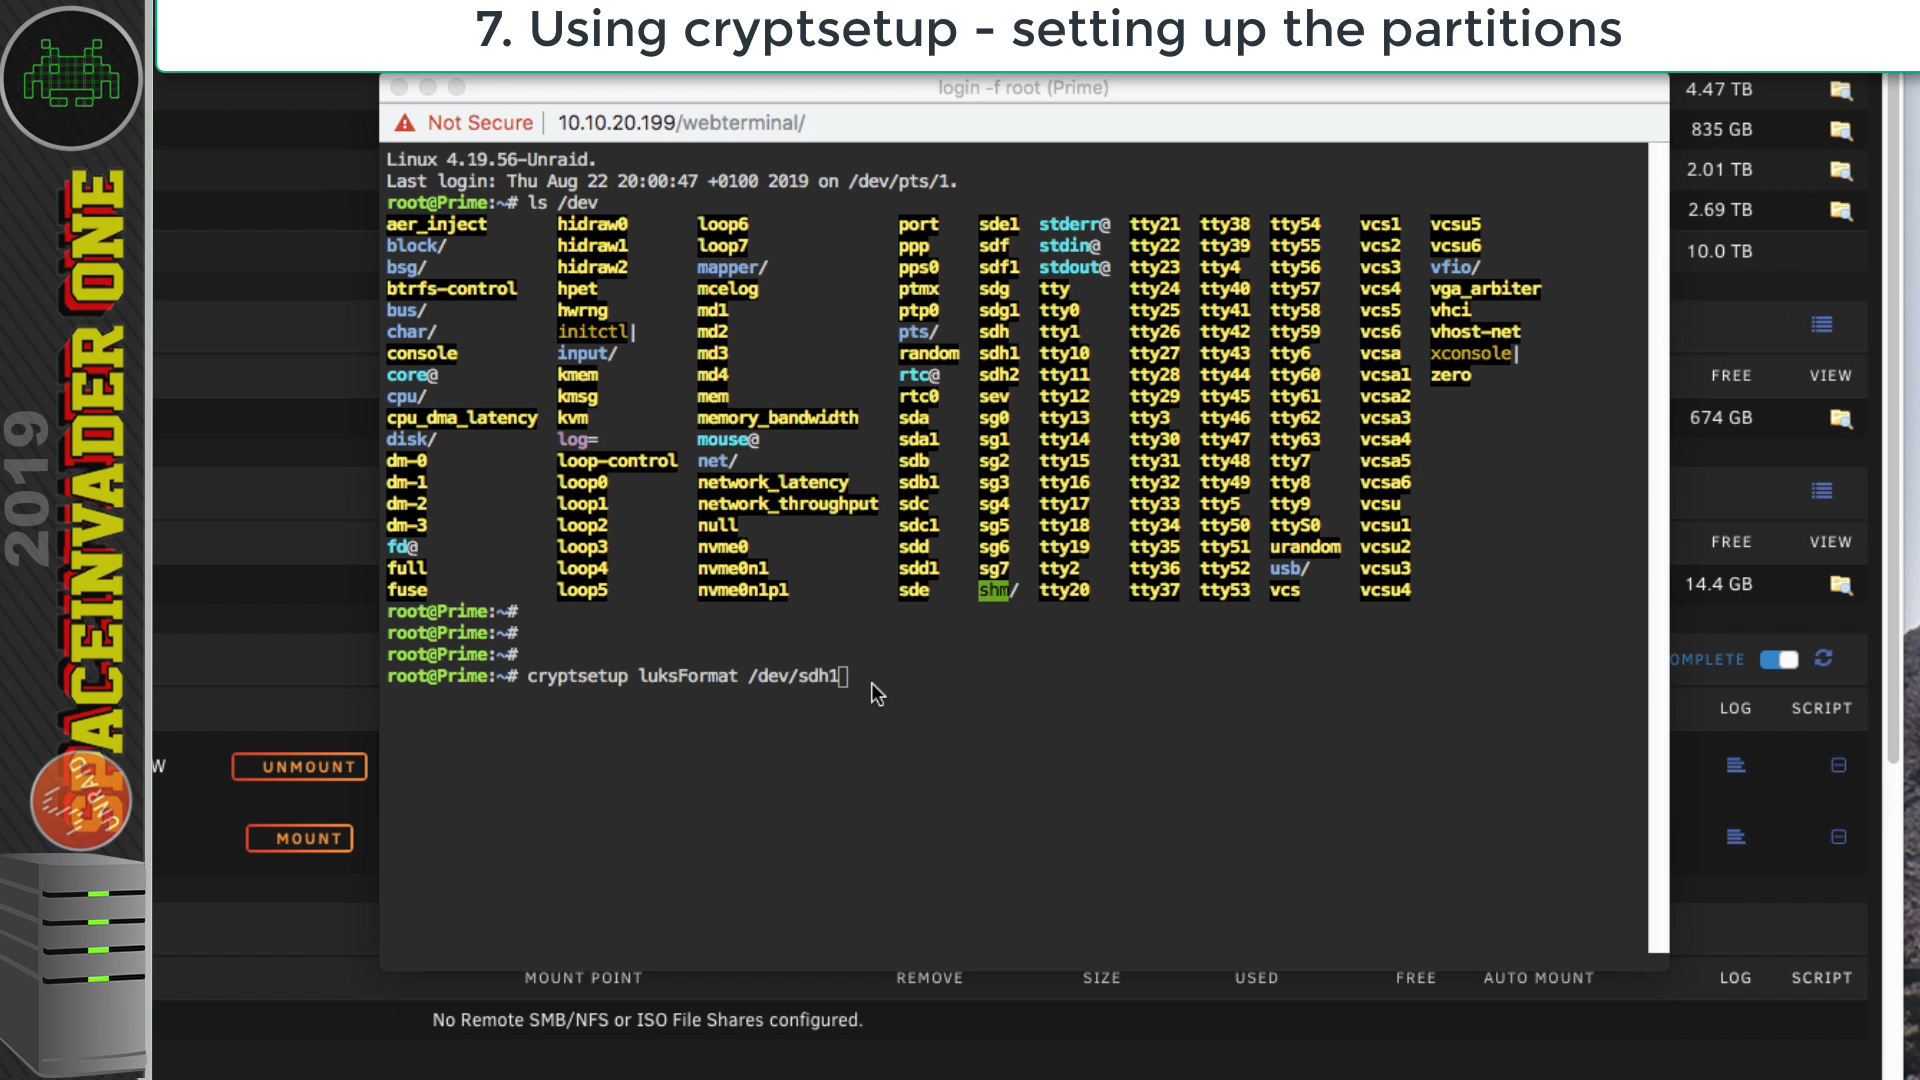 7. Using cryptsetup - setting up the partitions
login -f root (Prime)
Not Secure | 10.10.20.199/webterminal/
Linux 4.19.56-Unraid.
Last login: Thu Aug 22 20:00:47 +0100 2019 on /dev/pts/1.
root@Prime:~# ls /dev
aer_inject hidraw0 loop6 port sde1 stderr@ tty21 tty38 tty54 vcs1 vcsu5
block/ hidraw1 loop7 ppp sdf stdin@ tty22 tty39 tty55 vcs2 vcsu6
bsg/ hidraw2 mapper/ pps0 sdf1 stdout@ tty23 tty4 tty56 vcs3 vfio/
btrfs-control hpet mcelog ptmx sdg tty tty24 tty40 tty57 vcs4 vga_arbiter
bus/ hwrng md1 ptp0 sdg1 tty0 tty25 tty41 tty58 vcs5 vhci
char/ initctl| md2 pts/ sdh tty1 tty26 tty42 tty59 vcs6 vhost-net
console input/ md3 random sdh1 tty10 tty27 tty43 tty6 vcsa xconsole|
core@ kmem md4 rtc@ sdh2 tty11 tty28 tty44 tty60 vcsa1 zero
cpu/ kmsg mem rtc0 sev tty12 tty29 tty45 tty61 vcsa2
cpu_dma_latency kvm memory_bandwidth sda sg0 tty13 tty3 tty46 tty62 vcsa3
disk/ log= mouse@ sda1 sg1 tty14 tty30 tty47 tty63 vcsa4
dm-0 loop-control net/ sdb sg2 tty15 tty31 tty48 tty7 vcsa5
dm-1 loop0 network_latency sdb1 sg3 tty16 tty32 tty49 tty8 vcsa6
dm-2 loop1 network_throughput sdc sg4 tty17 tty33 tty5 tty9 vcsu
dm-3 loop2 null sdc1 sg5 tty18 tty34 tty50 ttyS0 vcsu1
fd@ loop3 nvme0 sdd sg6 tty19 tty35 tty51 urandom vcsu2
full loop4 nvme0n1 sdd1 sg7 tty2 tty36 tty52 usb/ vcsu3
fuse loop5 nvme0n1p1 sde shm/ tty20 tty37 tty53 vcs vcsu4
root@Prime:~#
root@Prime:~#
root@Prime:~#
root@Prime:~# cryptsetup luksFormat /dev/sdh1
4.47 TB
835 GB
2.01 TB
2.69 TB
10.0 TB
FREE VIEW
674 GB
FREE VIEW
14.4 GB
OMPLETE
LOG SCRIPT
W UNMOUNT
MOUNT
MOUNT POINT REMOVE SIZE USED FREE AUTO MOUNT LOG SCRIPT
No Remote SMB/NFS or ISO File Shares configured.
2019
SPACEINVADER ONE
UNRAID